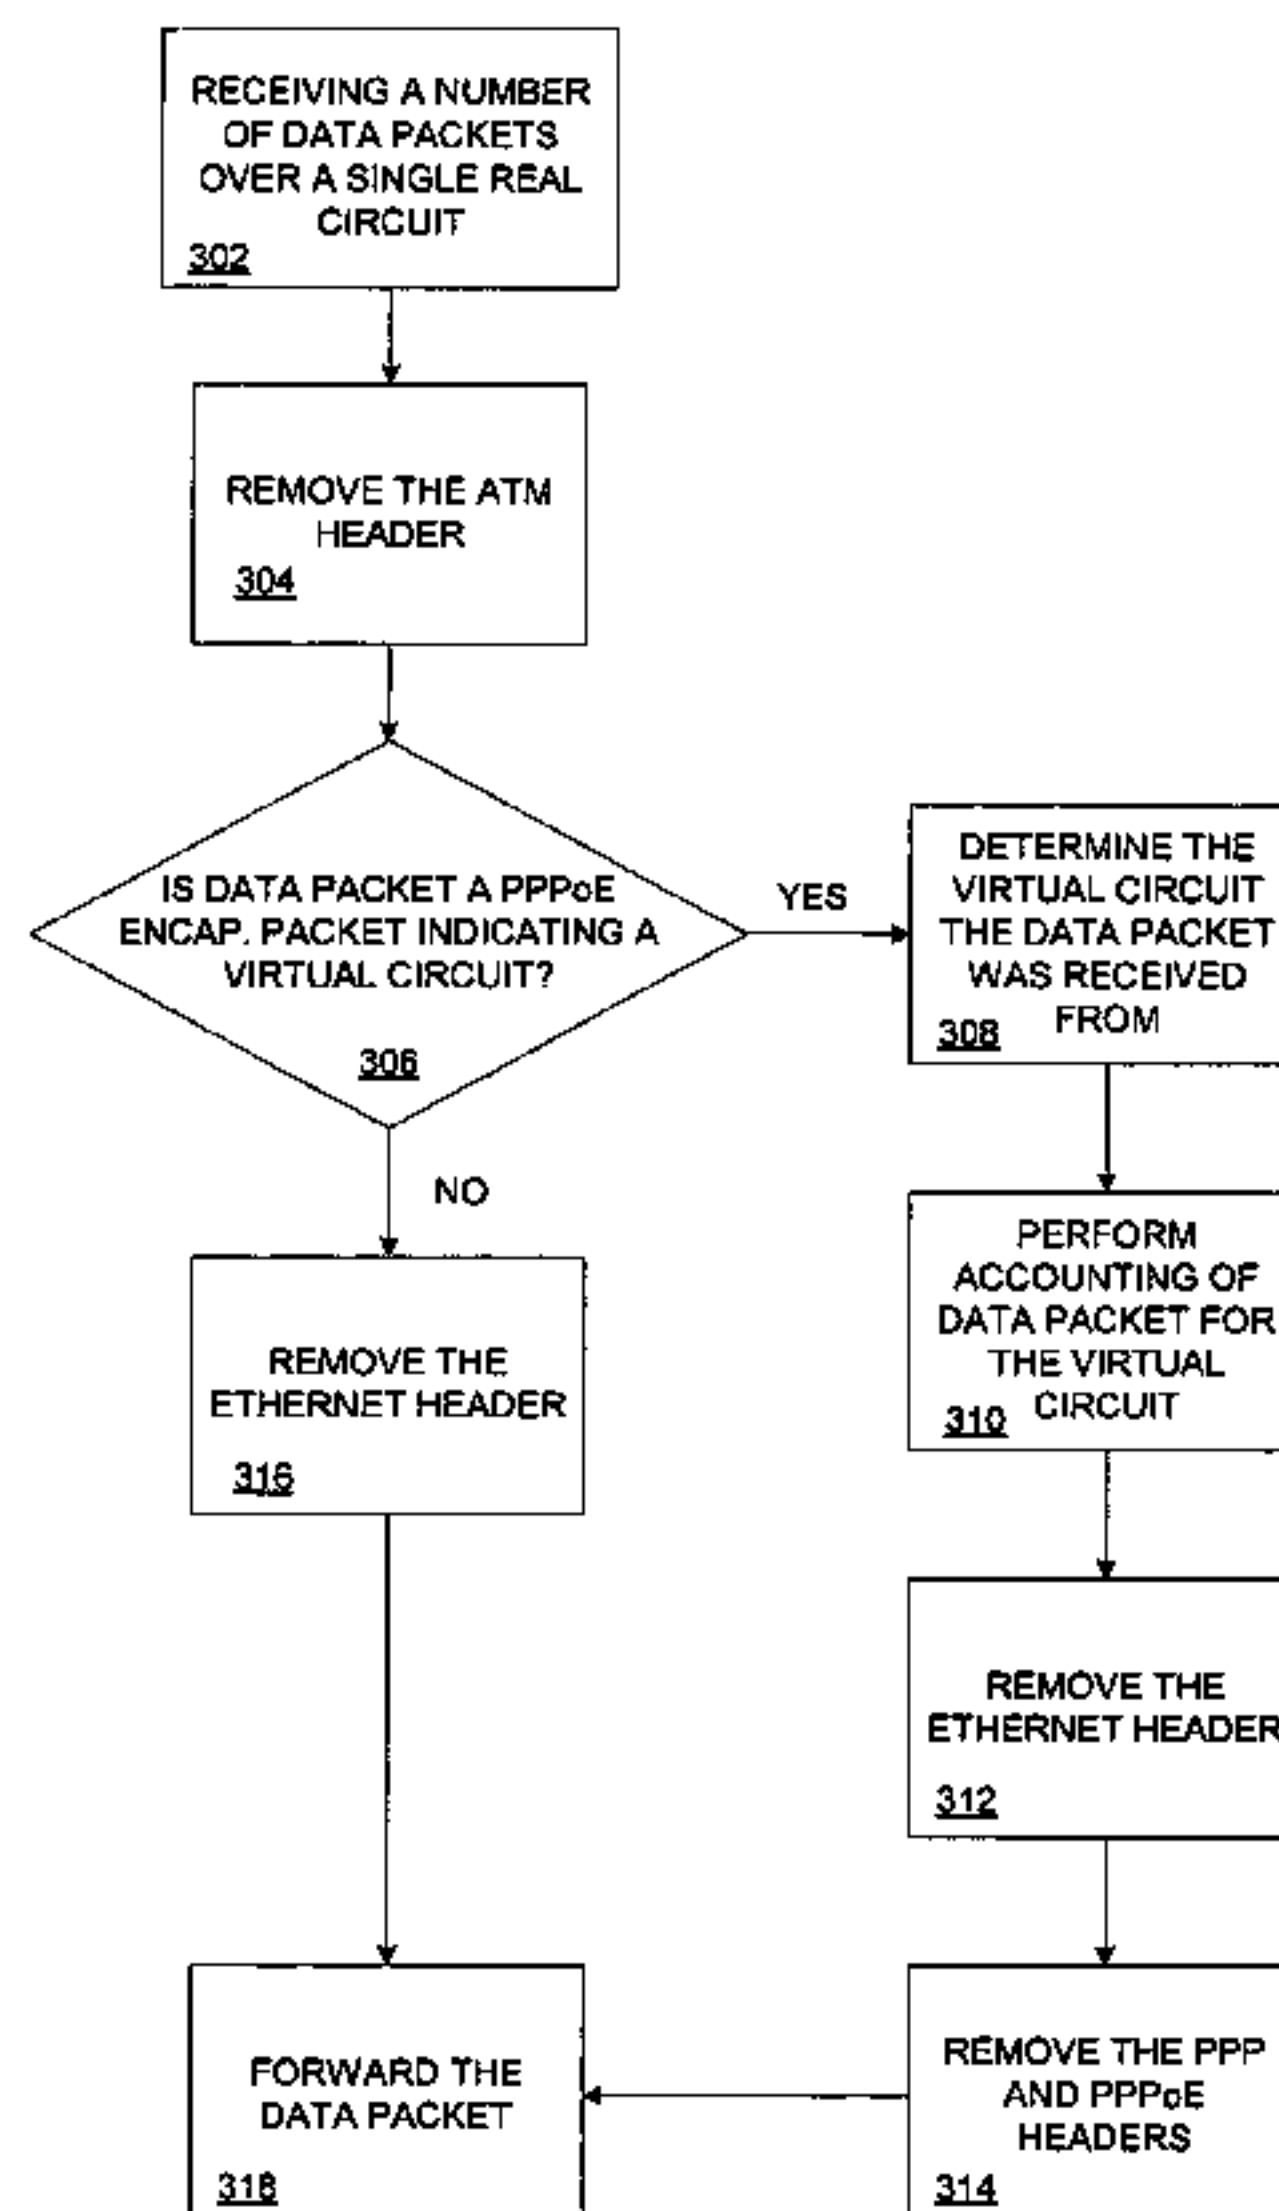 RECEIVING A NUMBER
OF DATA PACKETS
OVER A SINGLE REAL
CIRCUIT
302
REMOVE THE ATM
HEADER
304
IS DATA PACKET A PPPoE
ENCAP. PACKET INDICATING A
VIRTUAL CIRCUIT?
306
YES
DETERMINE THE
VIRTUAL CIRCUIT
THE DATA PACKET
WAS RECEIVED
FROM
308
NO
PERFORM
ACCOUNTING OF
DATA PACKET FOR
THE VIRTUAL
CIRCUIT
310
REMOVE THE
ETHERNET HEADER
316
REMOVE THE
ETHERNET HEADER
312
FORWARD THE
DATA PACKET
318
REMOVE THE PPP
AND PPPoE
HEADERS
314